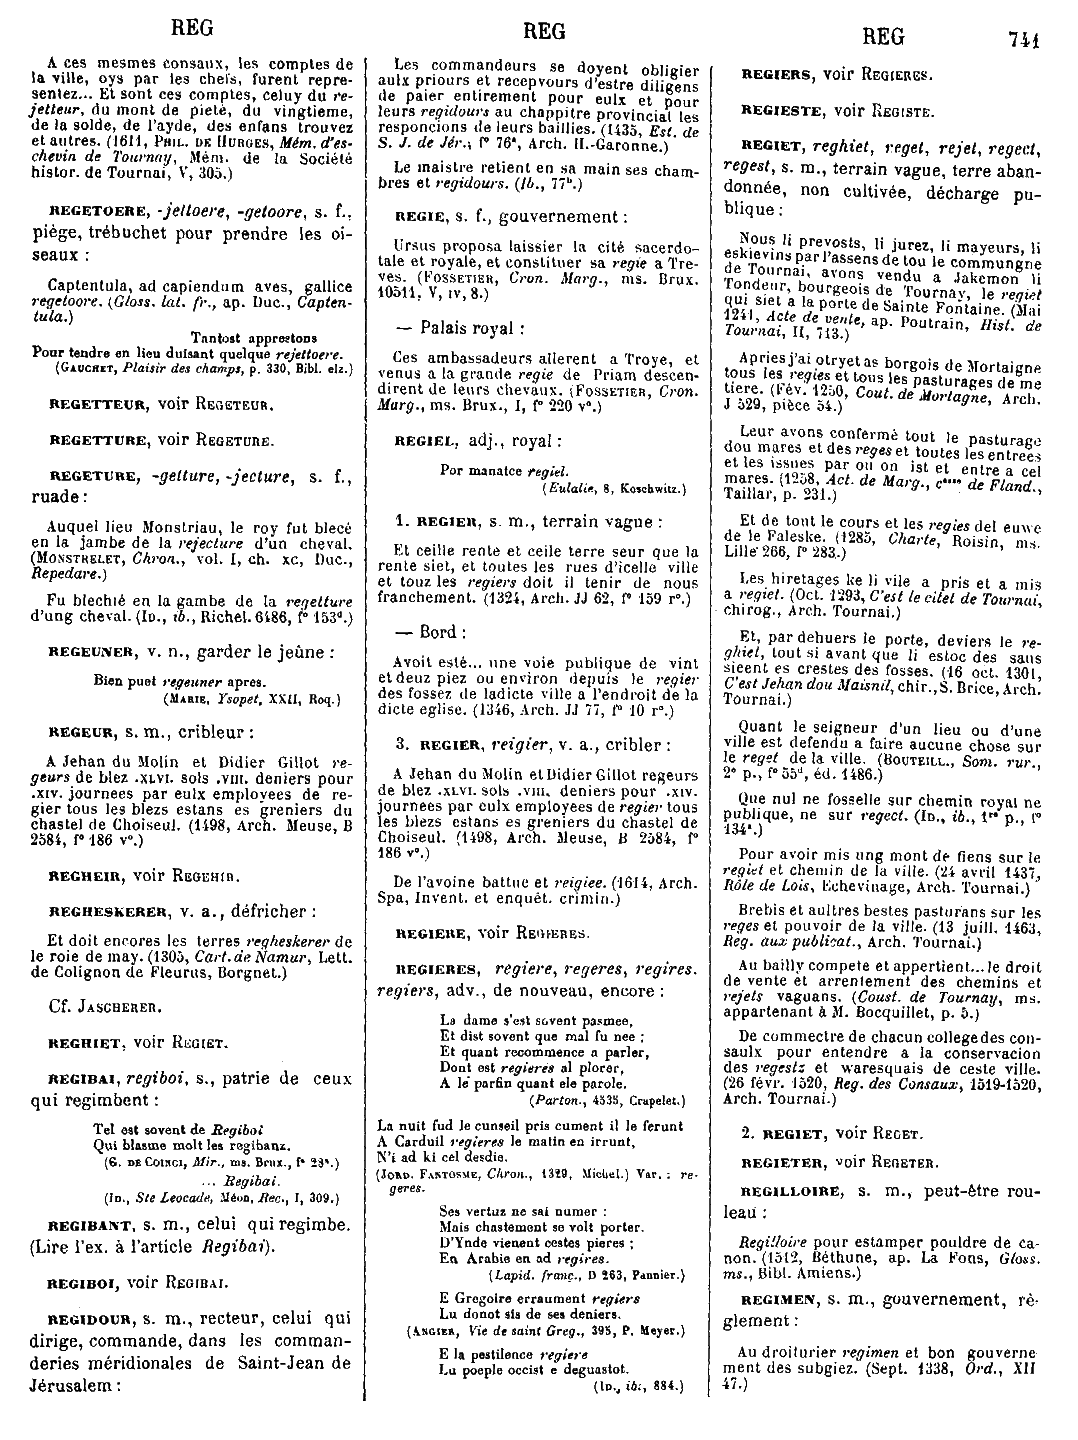 REG
A ces mesmes consaux, les comptes de
la ville, oys par les chefs, furent repre-
sentez... Et sont ces comptes, celuy du re-
jetteur, du mont de pieté, du vingtieme,
de la solde, de l'ayde, des enfans trouvez
et autres. (1611, PHIL. DE HURGES, Mém. d'es-
chevin de Tournay, Mém. de la Société
histor. de Tournai, V, 305.)
REGETOERE, -jettoere, -getoore, s. f.,
piège, trébuchet pour prendre les oi-
seaux :
Captentula, ad capiendum aves, gallice
regetoore. (Gloss. lat. fr., ap. Duc., Capten-
tula.)
Tantost apprestons
Pour tendre en lieu duisant quelque rejettoere.
(GAUCHET, Plaisir des champs, p. 330, Bibl. elz.)
REGETTEUR, voir REGETEUR.
REGETTURE, voir REGETURE.
REGETURE, -getture, -jecture, s. f.,
ruade :
Auquel lieu Monstriau, le roy fut blecé
en la jambe de la rejecture d'un cheval.
(MONSTRELET, Chron., vol. I, ch. xc, Duc.,
Repedare.)
Fu blechié en la gambe de la regetture
d'ung cheval. (ID., ib., Richel. 6486, f° 153d.)
REGEUNER, v. n., garder le jeûne :
Bien puet regeuner apres.
(MARIE, Ysopet, XXII, Roq.)
REGEUR, s. m., cribleur :
A Jehan du Molin et Didier Gillot re-
geurs de blez .XLVI. sols .VIII. deniers pour
.XIV. journees par eulx employees de re-
gier tous les blezs estans es greniers du
chastel de Choiseul. (1498, Arch. Meuse, B
2584, f° 186 v°.)
REGHEIR, voir REGEHIR.
REGHESKERER, v. a., défricher :
Et doit encores les terres regheskerer de
le roie de may. (1305, Cart. de Namur, Lett.
de Colignon de Fleurus, Borgnet.)
Cf. JASCHERER.
REGHIET, voir REGIET.
REGIBAI, regiboi, s., patrie de ceux
qui regimbent :
Tel est sovent de Regiboi
Qui blasme molt les regibanz.
(G. DE COINCI, Mir., ms. Brux., f° 23a.)
... Regibai.
(ID., Ste Leocade, Méon, Rec., I, 309.)
REGIBANT, s. m., celui qui regimbe.
(Lire l'ex. à l'article Regibai).
REGIBOI, voir REGIBAI.
REGIDOUR, s. m., recteur, celui qui
dirige, commande, dans les comman-
deries méridionales de Saint-Jean de
Jérusalem :
REG
Les commandeurs se doyent obligier
aulx priours et recepvours d'estre diligens
de paier entirement pour eulx et pour
leurs regidours au chappitre provincial les
responcions de leurs baillies. (1435, Est. de
S. J. de Jér., f° 76a, Arch. H.-Garonne.)
Le maistre retient en sa main ses cham-
bres et regidours. (Ib., 77b.)
REGIE, s. f., gouvernement :
Ursus proposa laissier la cité sacerdo-
tale et royale, et constituer sa regie a Tre-
ves. (FOSSETIER, Cron. Marg., ms. Brux.
10511, V, IV, 8.)
— Palais royal :
Ces ambassadeurs allerent a Troye, et
venus a la grande regie de Priam descen-
dirent de leurs chevaux. (FOSSETIER, Cron.
Marg., ms. Brux., I, f° 220 v°.)
REGIEL, adj., royal :
Por manatce regiel.
(Eulalie, 8, Koschwitz.)
1. REGIER, s. m., terrain vague :
Et ceille rente et ceile terre seur que la
rente siet, et toutes les rues d'icelle ville
et touz les regiers doit il tenir de nous
franchement. (1324, Arch. JJ 62, f° 159 r°.)
— Bord :
Avoit esté... une voie publique de vint
et deuz piez ou environ depuis le regier
des fossez de ladicte ville a l'endroit de la
dicte eglise. (1346, Arch. JJ 77, f° 10 r°.)
3. REGIER, reigier, v. a., cribler :
A Jehan du Molin et Didier Gillot regeurs
de blez .XLVI. sols .VIII. deniers pour .XIV.
journees par eulx employees de regier tous
les blezs estans es greniers du chastel de
Choiseul. (1498, Arch. Meuse, B 2584, f°
186 v°.)
De l'avoine battue et reigiee. (1614, Arch.
Spa, Invent. et enquêt. crimin.)
REGIERE, voir REGIERES.
REGIERES, regiere, regeres, regires.
regiers, adv., de nouveau, encore :
La dame s'est sovent pasmee,
Et dist sovent que mal fu nee ;
Et quant recommence a parler,
Dont est regieres al plorer,
A le parfin quant ele parole.
(Parton., 4535, Crapelet.)
La nuit fud le cunseil pris cument il le ferunt
A Carduil regieres le matin en irrunt,
N'i ad ki cel desdie.
(JORD. FANTOSME, Chron., 1329, Michel.) Var. : re-
geres.
Ses vertuz ne sai numer :
Mais chastement se volt porter.
D'Ynde vienent cestes pieres ;
En Arabie en ad regires.
(Lapid. franç., D 263, Pannier.)
E Gregoire erraument regiers
Lu donot sis de ses deniers.
(ANGIER, Vie de saint Greg., 395, P. Meyer.)
E la pestilence regiere
Lu poeple occist e deguastot.
(ID., ib., 884.)
REG 741
REGIERS, voir REGIERES.
REGIESTE, voir REGISTE.
REGIET, reghiet, reget, rejet, regect,
regest, s. m., terrain vague, terre aban-
donnée, non cultivée, décharge pu-
blique :
Nous li prevosts, li jurez, li mayeurs, li
eskievins par l'assens de tou le commungne
de Tournai, avons vendu a Jakemon li
Tondeur, bourgeois de Tournay, le regiet
qui siet a la porte de Sainte Fontaine. (Mai
1241, Acte de vente, ap. Poutrain, Hist. de
Tournai, II, 713.)
Apries j'ai otryet as borgois de Mortaigne
tous les regies et tous les pasturages de me
tiere. (Fév. 1250, Cout. de Mortagne, Arch.
J 529, pièce 54.)
Leur avons confermé tout le pasturage
dou mares et des reges et toutes les entrees
et les issues par ou on ist et entre a cel
mares. (1258, Act. de Marg., ctesse de Fland.,
Taillar, p. 231.)
Et de tout le cours et les regies del euwe
de le Faleske. (1285, Charte, Roisin, ms.
Lille 266, f° 283.)
Les hiretages ke li vile a pris et a mis
a regiet. (Oct. 1293, C'est le citet de Tournai,
chirog., Arch. Tournai.)
Et, par dehuers le porte, deviers le re-
ghiet, tout si avant que li estoc des saus
sieent es crestes des fosses. (16 oct. 1301,
C'est Jehan dou Maisnil, chir., S. Brice, Arch.
Tournai.)
Quant le seigneur d'un lieu ou d'une
ville est defendu a faire aucune chose sur
le reget de la ville. (BOUTEILL., Som. rur.,
2e p., f° 55d, éd. 1486.)
Que nul ne fosselle sur chemin royal ne
publique, ne sur regect. (ID., ib., 1re p., f°
134a.)
Pour avoir mis ung mont de fiens sur le
regiet et chemin de la ville. (24 avril 1437,
Rôle de Lois, Echevinage, Arch. Tournai.)
Brebis et aultres bestes pasturans sur les
reges et pouvoir de la ville. (13 juill. 1463,
Reg. aux publicat., Arch. Tournai.)
Au bailly compete et appertient... le droit
de vente et arrentement des chemins et
rejets vaguans. (Coust. de Tournay, ms.
appartenant à M. Bocquillet, p. 5.)
De commectre de chacun college des con-
saulx pour entendre a la conservacion
des regestz et waresquais de ceste ville.
(26 févr. 1520, Reg. des Consaux, 1519-1520,
Arch. Tournai.)
2. REGIET, voir REGET.
REGIETER, voir REGETER.
REGILLOIRE, s. m., peut-être rou-
leau :
Regilloire pour estamper pouldre de ca-
non. (1512, Béthune, ap. La Fons, Gloss.
ms., Bibl. Amiens.)
REGIMEN, s. m., gouvernement, rè-
glement :
Au droiturier regimen et bon gouverne
ment des subgiez. (Sept. 1338, Ord., XII
47.)